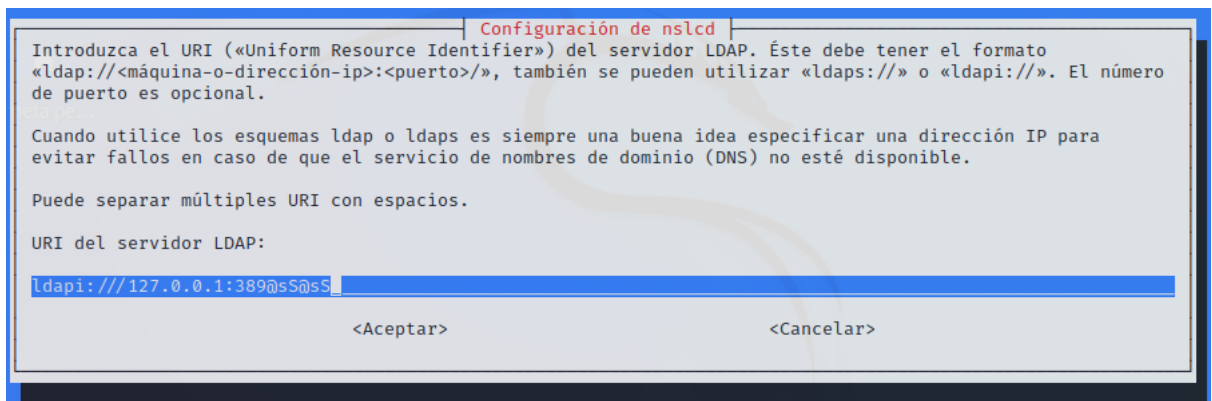 Configuración de nslcd
Introduzca el URI («Uniform Resource Identifier») del servidor LDAP. Éste debe tener el formato
«ldap://<máquina-o-dirección-ip>:<puerto>/», también se pueden utilizar «ldaps://» o «ldapi://». El número
de puerto es opcional.
Cuando utilice los esquemas ldap o ldaps es siempre una buena idea especificar una dirección IP para
evitar fallos en caso de que el servicio de nombres de dominio (DNS) no esté disponible.
Puede separar múltiples URI con espacios.
URI del servidor LDAP:
ldapi:///127.0.0.1:389@sS@sS
<Aceptar> <Cancelar>